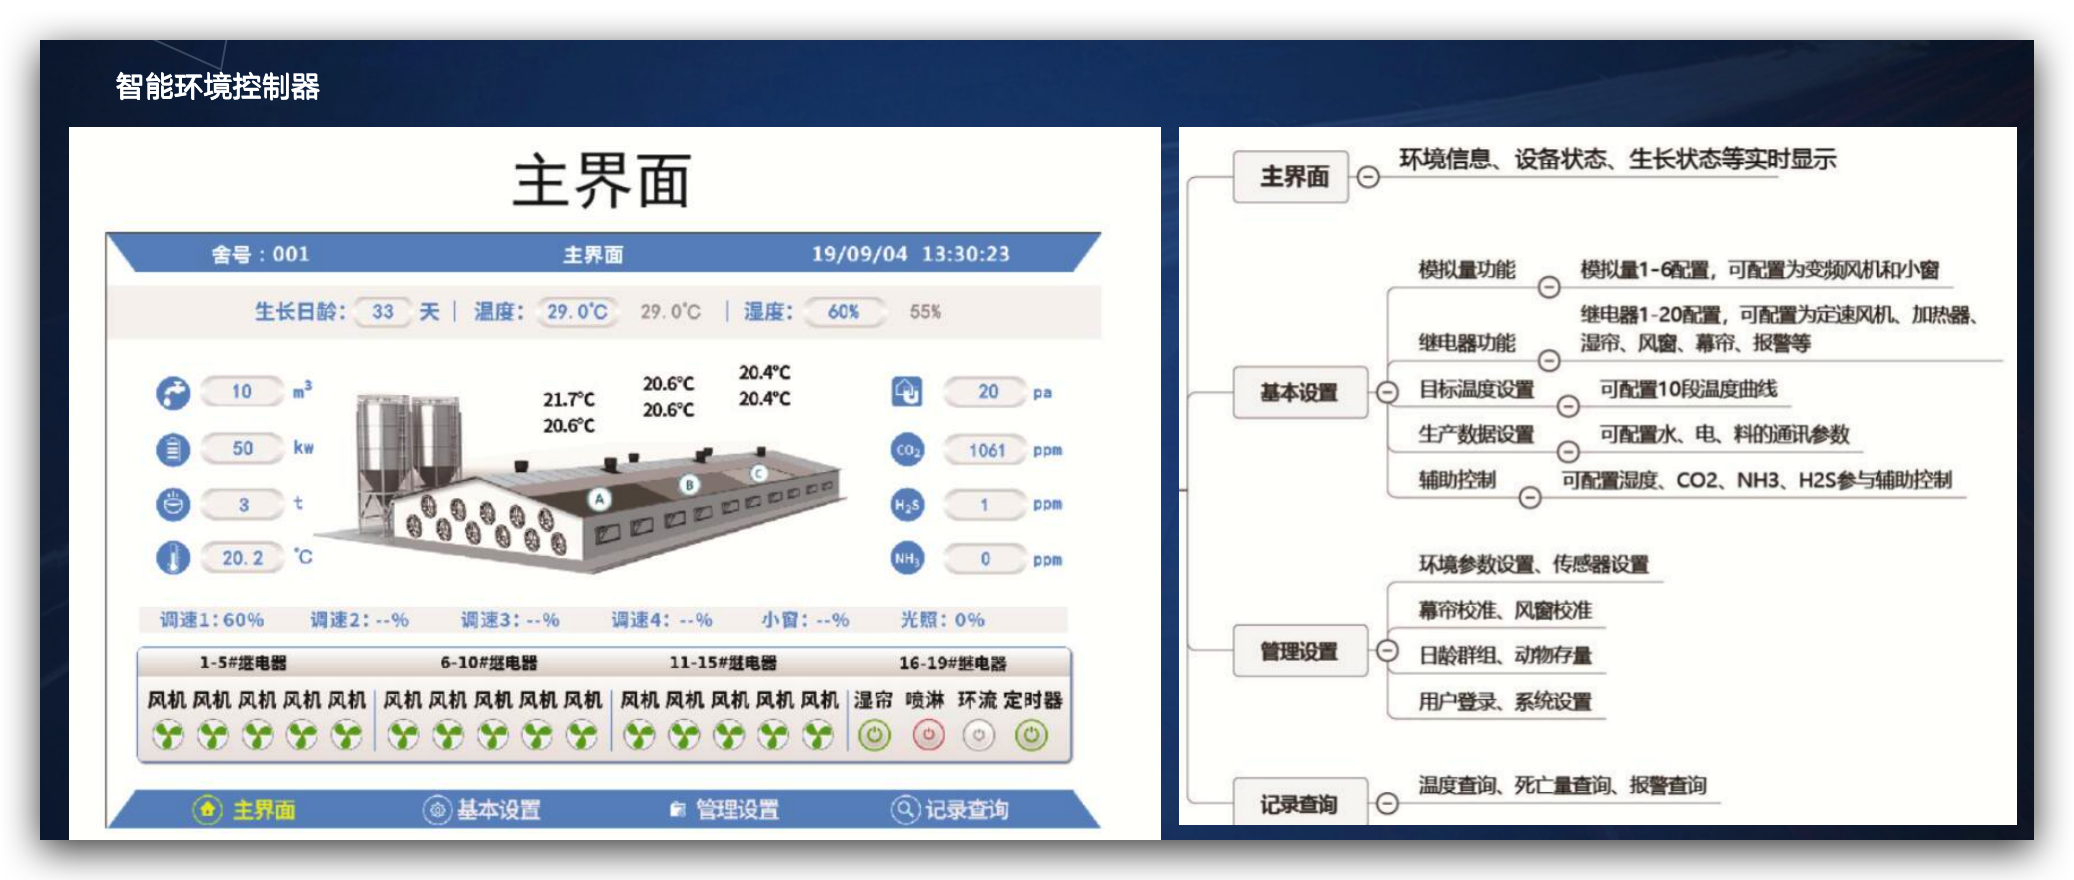 智能环境控制器
主界面
舍号：001 主界面 19/09/04 13:30:23
生长日龄： 33 天 | 温度： 29.0℃ 29.0℃ | 湿度： 60% 55%
10 m³
50 kw
3 t
20.2 ℃
21.7℃ 20.6℃ 20.4℃
20.6℃ 20.6℃ 20.4℃
A B C
20 pa
CO₂ 1061 ppm
H₂S 1 ppm
NH₃ 0 ppm
调速1：60% 调速2：--% 调速3：--% 调速4：--% 小窗：--% 光照：0%
1-5#继电器 6-10#继电器 11-15#继电器 16-19#继电器
风机 风机 风机 风机 风机 风机 风机 风机 风机 风机 风机 风机 风机 风机 风机 湿帘 喷淋 环流 定时器
主界面 基本设置 管理设置 记录查询
主界面 环境信息、设备状态、生长状态等实时显示
基本设置
模拟量功能 模拟量1-6配置，可配置为变频风机和小窗
继电器功能 继电器1-20配置，可配置为定速风机、加热器、
湿帘、风窗、幕帘、报警等
目标温度设置 可配置10段温度曲线
生产数据设置 可配置水、电、料的通讯参数
辅助控制 可配置湿度、CO2、NH3、H2S参与辅助控制
管理设置
环境参数设置、传感器设置
幕帘校准、风窗校准
日龄群组、动物存量
用户登录、系统设置
记录查询 温度查询、死亡量查询、报警查询